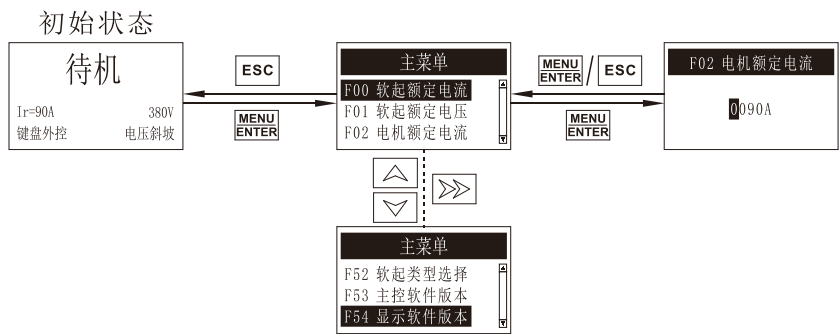 初始状态
待机
Ir=90A 380V
键盘外控 电压斜坡
ESC
MENU
ENTER
主菜单
F00 软起额定电流
F01 软起额定电压
F02 电机额定电流
MENU
ENTER / ESC
MENU
ENTER
F02 电机额定电流
0090A
主菜单
F52 软起类型选择
F53 主控软件版本
F54 显示软件版本